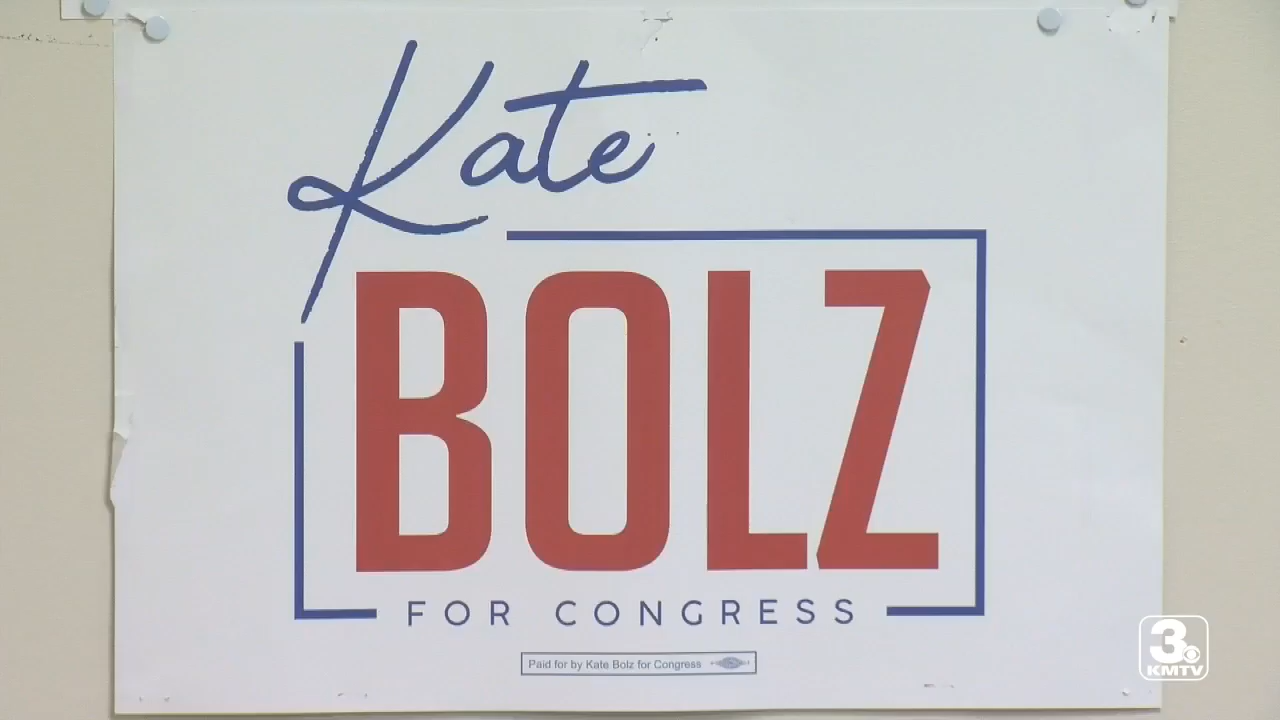 Kate
BOLZ
FOR CONGRESS
Paid for by Kate Bolz for Congress
3
KMTV